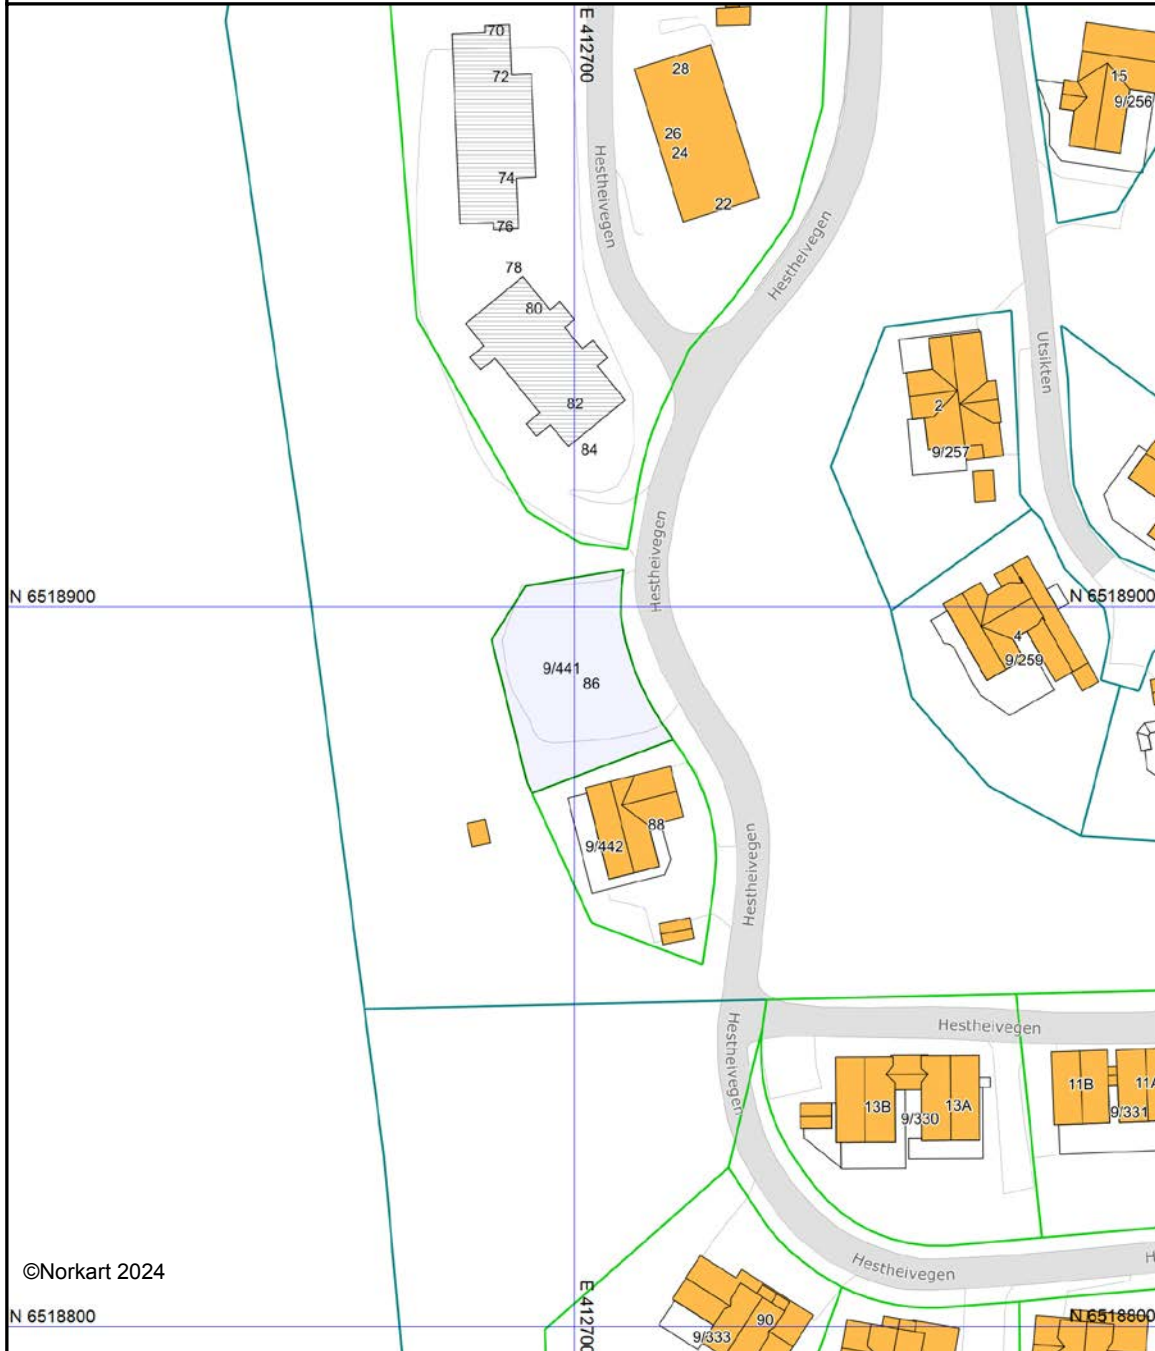 70
E 412700
72
28
15
9/256
26
24
Hestheivegen
74
22
76
Hestheivegen
78
80
Utsikten
82
2
84
9/257
Hestheivegen
N 6518900
N 6518900
4
9/259
9/441
86
88
9/442
Hestheivegen
Hestheivegen
Hestheivegen
11B
13B
13A
9/330
9/331
©Norkart 2024
Hestheivegen
H
N 6518800
E 412700
N 6518800
90
9/333